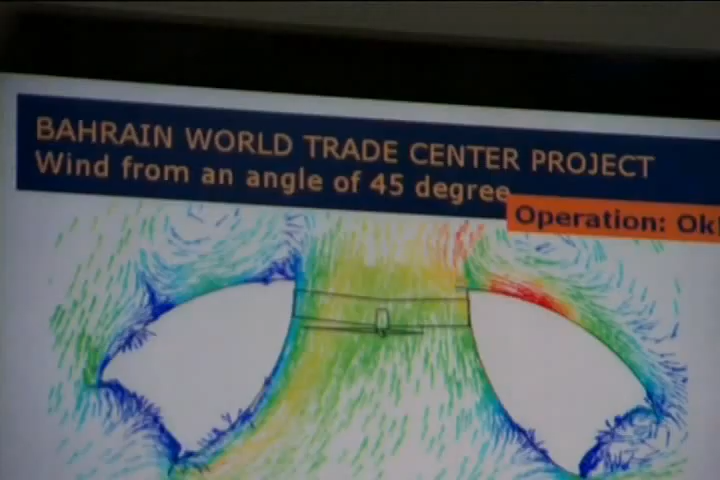 BAHRAIN WORLD TRADE CENTER PROJECT
Wind from an angle of 45 degree
Operation: